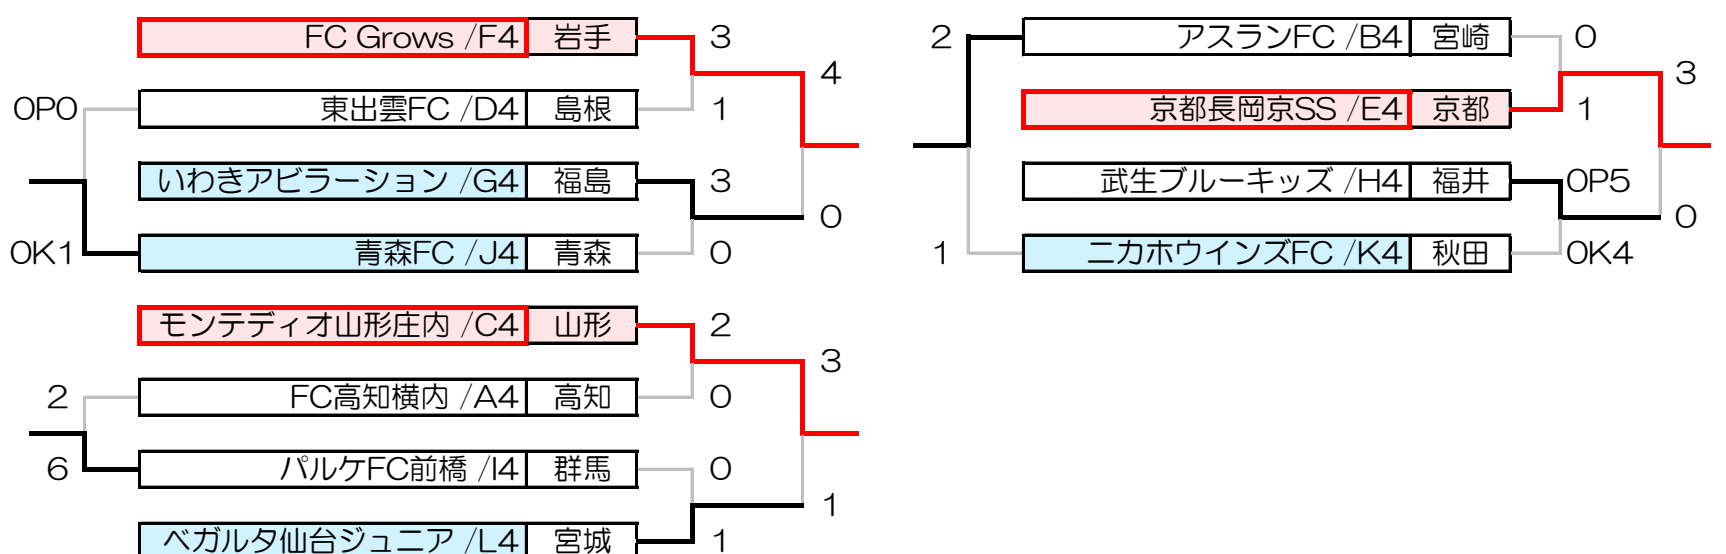 FC Grows /F4 岩手 3
4
0P0 東出雲FC /D4 島根 1
いわきアビラーション /G4 福島 3
0
0K1 青森FC /J4 青森 0
モンテディオ山形庄内 /C4 山形 2
3
2 FC高知横内 /A4 高知 0
6 パルケFC前橋 /I4 群馬 0
1
ベガルタ仙台ジュニア /L4 宮城 1
2 アスランFC /B4 宮崎 0
3
京都長岡京SS /E4 京都 1
武生ブルーキッズ /H4 福井 0P5
0
1 ニカホウインズFC /K4 秋田 0K4